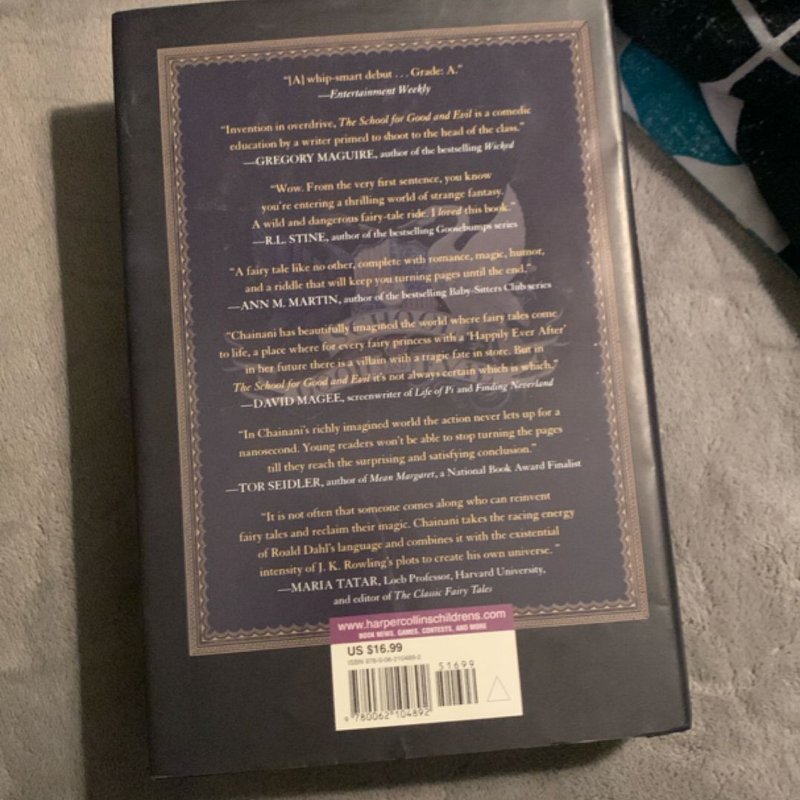 "[A] whip-smart debut . . . Grade: A."
—Entertainment Weekly
"Invention in overdrive, The School for Good and Evil is a comedic
education by a writer primed to shoot to the head of the class."
—GREGORY MAGUIRE, author of the bestselling Wicked
"Wow. From the very first sentence, you know
you're entering a thrilling world of strange fantasy.
A wild and dangerous fairy-tale ride. I loved this book."
—R.L. STINE, author of the bestselling Goosebumps series
"A fairy tale like no other, complete with romance, magic, humor,
and a riddle that will keep you turning pages until the end."
—ANN M. MARTIN, author of the bestselling Baby-Sitters Club series
"Chainani has beautifully imagined the world where fairy tales come
to life, a place where for every fairy princess with a 'Happily Ever After'
in her future there is a villain with a tragic fate in store. But in
The School for Good and Evil it's not always certain which is which."
—DAVID MAGEE, screenwriter of Life of Pi and Finding Neverland
"In Chainani's richly imagined world the action never lets up for a
nanosecond. Young readers won't be able to stop turning the pages
till they reach the surprising and satisfying conclusion."
—TOR SEIDLER, author of Mean Margaret, a National Book Award Finalist
"It is not often that someone comes along who can reinvent
fairy tales and reclaim their magic. Chainani takes the racing energy
of Roald Dahl's language and combines it with the existential
intensity of J. K. Rowling's plots to create his own universe. "
—MARIA TATAR, Loeb Professor, Harvard University,
and editor of The Classic Fairy Tales
www.harpercollinschildrens.com
BOOK NEWS, GAMES, CONTESTS, AND MORE
US $16.99
ISBN 978-0-06-210489-2
51699
9 780062 104892